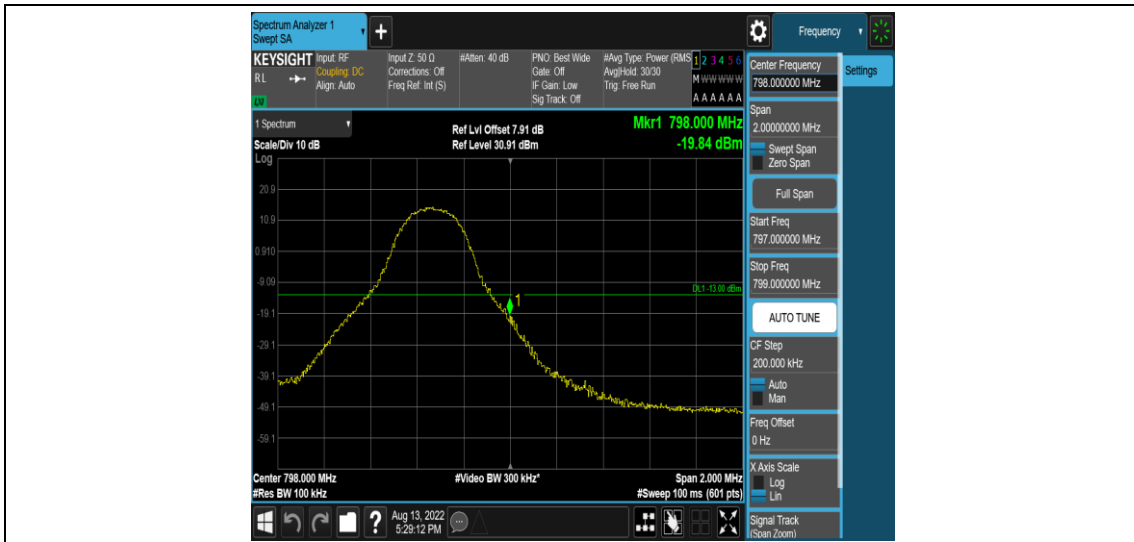 Spectrum Analyzer 1
Swept SA
+
Frequency
KEYSIGHT
RL
LXI
Input: RF
Coupling: DC
Align: Auto
Input Z: 50 Ω
Corrections: Off
Freq Ref: Int (S)
#Atten: 40 dB
PNO: Best Wide
Gate: Off
IF Gain: Low
Sig Track: Off
#Avg Type: Power (RMS
Avg|Hold: 30/30
Trig: Free Run
1 2 3 4 5 6
M W W W W W
A A A A A A
Center Frequency
798.000000 MHz
Settings
1 Spectrum
Scale/Div 10 dB
Ref Lvl Offset 7.91 dB
Ref Level 30.91 dBm
Mkr1 798.000 MHz
-19.84 dBm
Span
2.00000000 MHz
Swept Span
Zero Span
Full Span
Start Freq
797.000000 MHz
Stop Freq
799.000000 MHz
AUTO TUNE
CF Step
200.000 kHz
Auto
Man
Freq Offset
0 Hz
X Axis Scale
Log
Lin
Signal Track
(Span Zoom)
Log
20.9
10.9
0.910
-9.09
-19.1
-29.1
-39.1
-49.1
-59.1
DL1 -13.00 dBm
1
Center 798.000 MHz
#Res BW 100 kHz
#Video BW 300 kHz*
Span 2.000 MHz
#Sweep 100 ms (601 pts)
?
Aug 13, 2022
5:29:12 PM